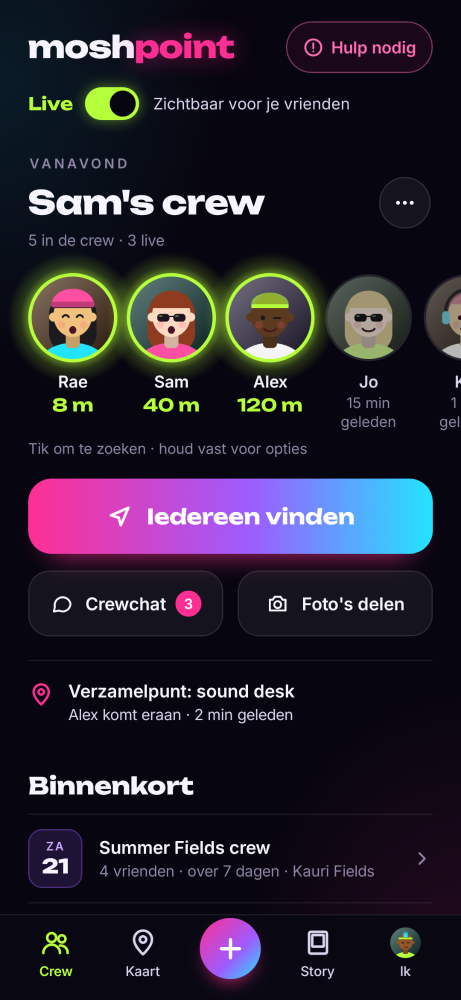 moshpoint
Hulp nodig
Live
Zichtbaar voor je vrienden
VANAVOND
Sam's crew
5 in de crew · 3 live
Rae
Sam
Alex
Jo
8 m
40 m
120 m
15 min
geleden
Tik om te zoeken · houd vast voor opties
Iedereen vinden
Crewchat 3
Foto's delen
Verzamelpunt: sound desk
Alex komt eraan · 2 min geleden
Binnenkort
ZA
21
Summer Fields crew
4 vrienden · over 7 dagen · Kauri Fields
Crew
Kaart
Story
Ik